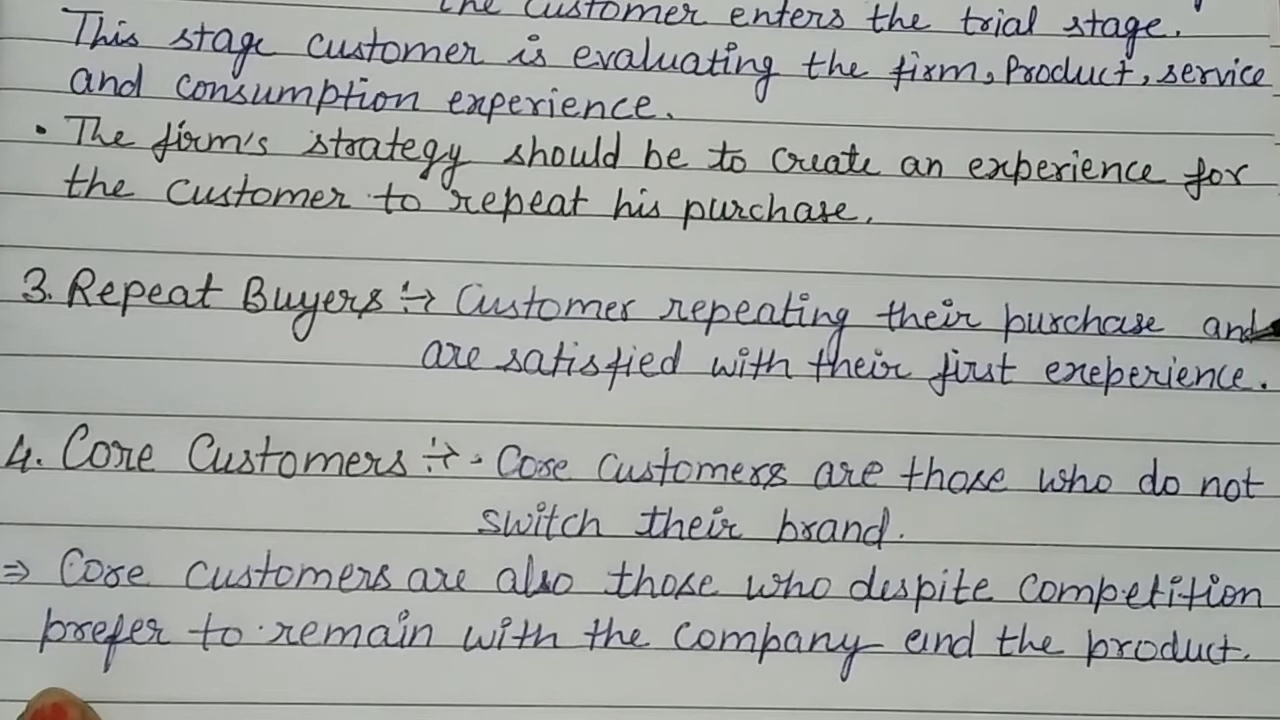 the customer enters the trial stage.
This stage customer is evaluating the firm, Product, service
and consumption experience.
• The firm's strategy should be to create an experience for
the customer to repeat his purchase.
3. Repeat Buyers :→ Customer repeating their purchase and
are satisfied with their first exeperience.
4. Core Customers :→ • Core customers are those who do not
switch their brand.
⇒ Core customers are also those who despite competition
prefer to remain with the company and the product.